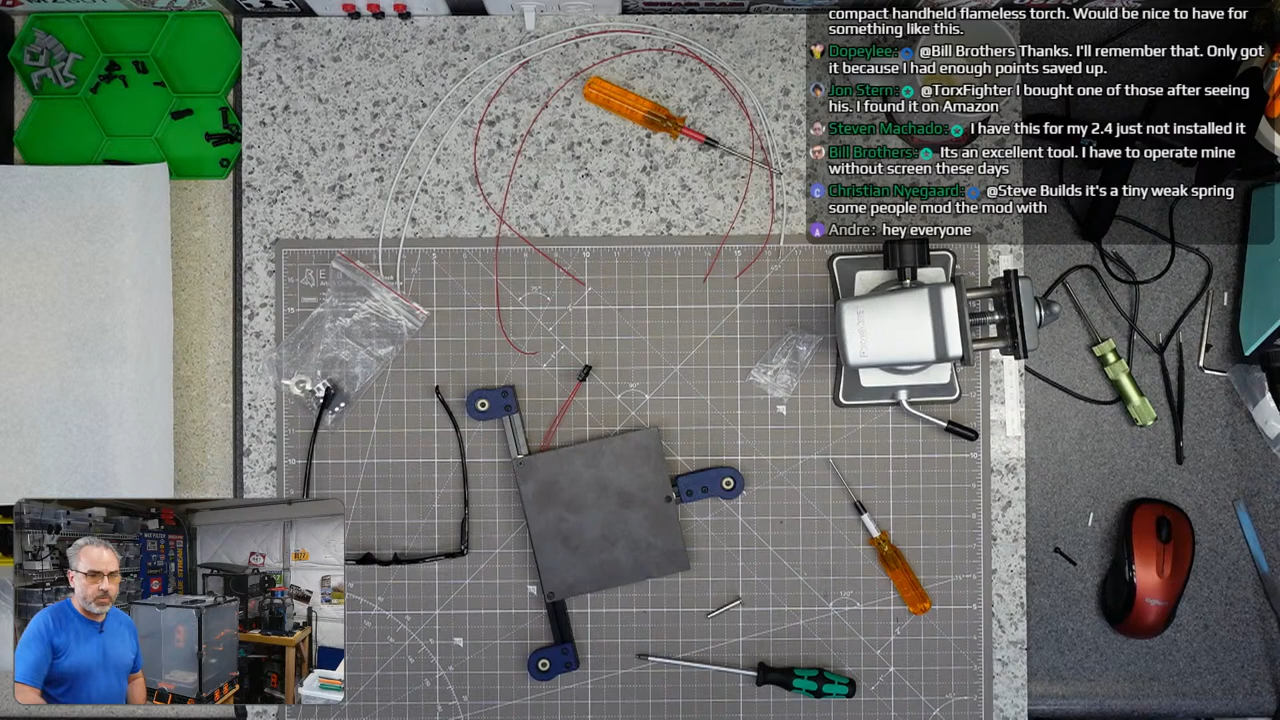 compact handheld flameless torch. Would be nice to have for
something like this.
Dopeylee: @Bill Brothers Thanks. I'll remember that. Only got
it because I had enough points saved up.
Jon Stern: @TorxFighter I bought one of those after seeing
his. I found it on Amazon
Steven Machado: I have this for my 2.4 just not installed it
Bill Brothers: Its an excellent tool. I have to operate mine
without screen these days
Christian Nyegaard: @Steve Builds it's a tiny weak spring
some people mod the mod with
Andre: hey everyone